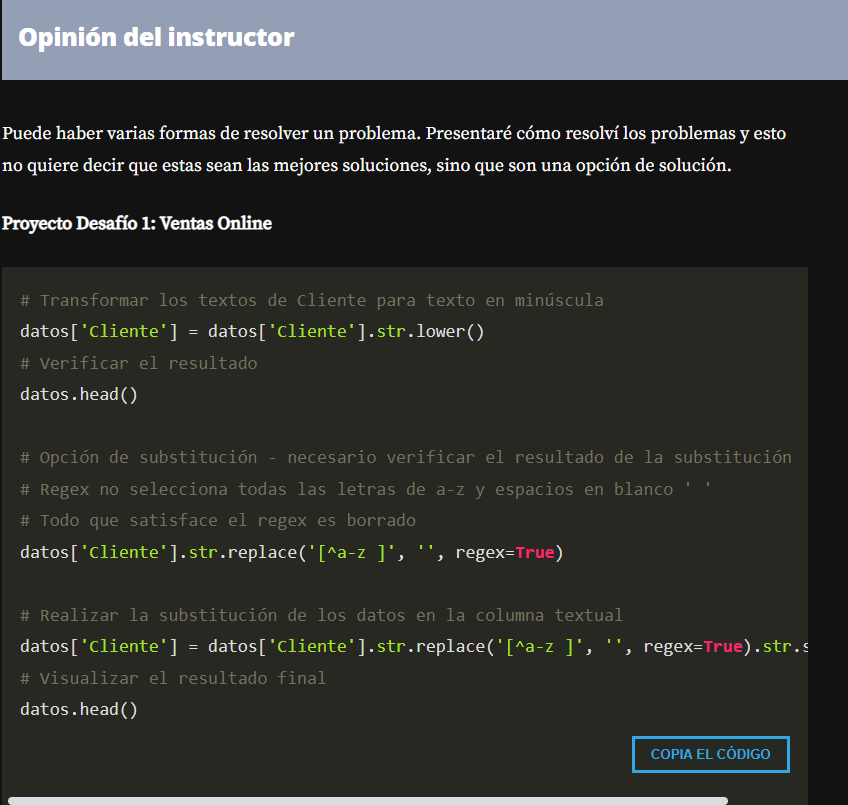 Opinión del instructor
Puede haber varias formas de resolver un problema. Presentaré cómo resolví los problemas y esto
no quiere decir que estas sean las mejores soluciones, sino que son una opción de solución.
Proyecto Desafío 1: Ventas Online
# Transformar los textos de Cliente para texto en minúscula
datos['Cliente'] = datos['Cliente'].str.lower()
# Verificar el resultado
datos.head()
# Opción de substitución - necesario verificar el resultado de la substitución
# Regex no selecciona todas las letras de a-z y espacios en blanco ' '
# Todo que satisface el regex es borrado
datos['Cliente'].str.replace('[^a-z ]', '', regex=True)
# Realizar la substitución de los datos en la columna textual
datos['Cliente'] = datos['Cliente'].str.replace('[^a-z ]', '', regex=True).str.s
# Visualizar el resultado final
datos.head()
COPIA EL CÓDIGO